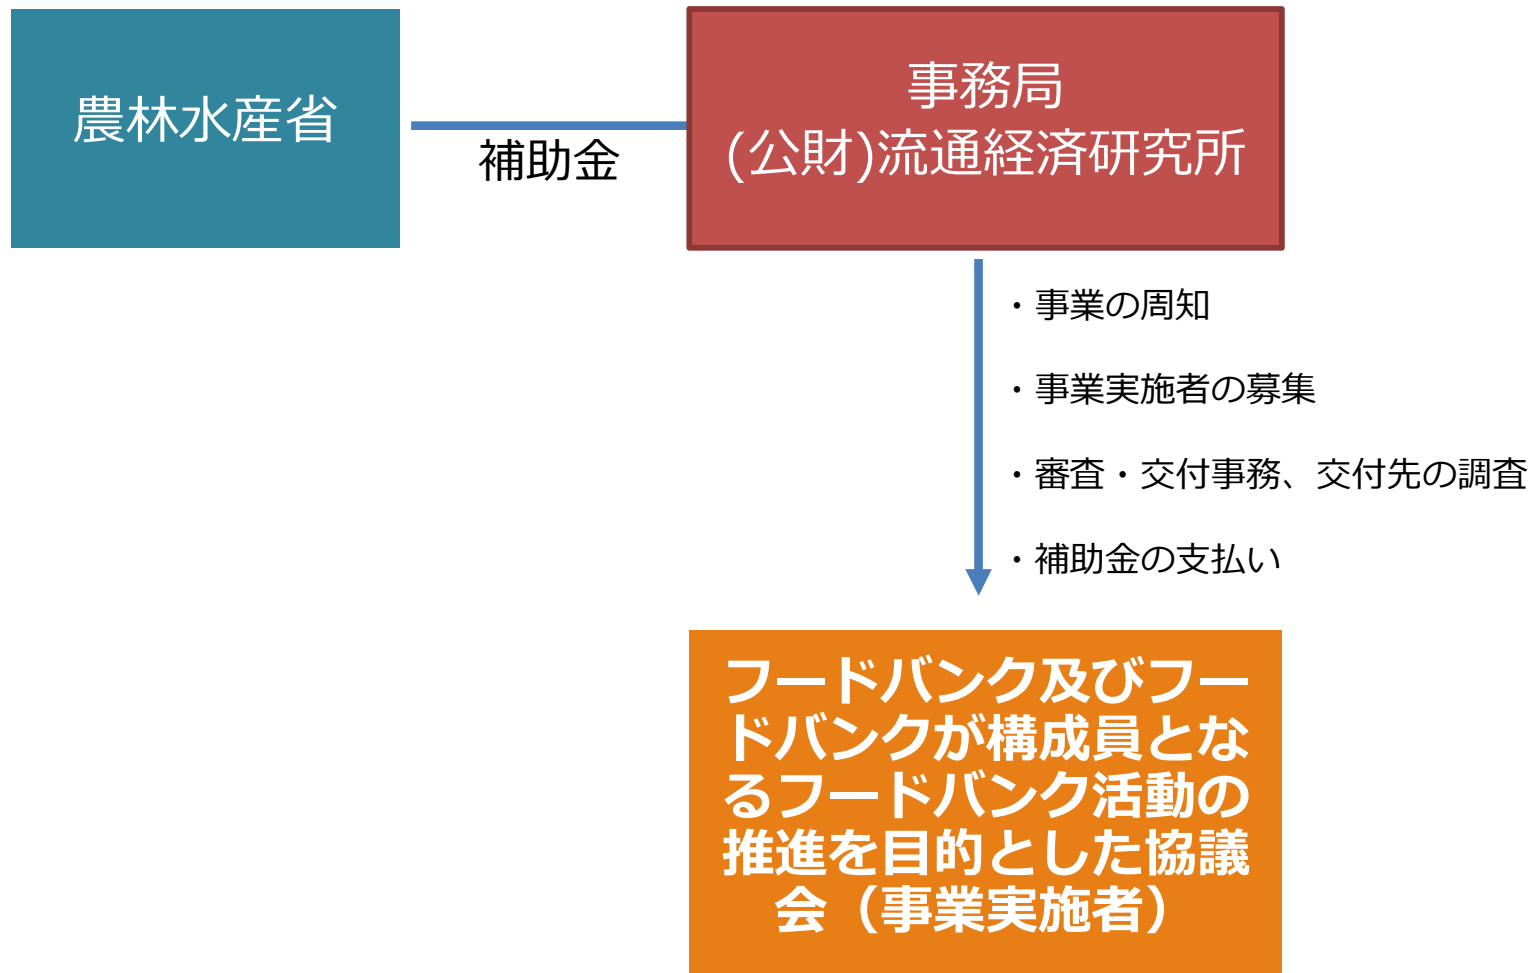 農林水産省
補助金
事務局
(公財)流通経済研究所
・事業の周知
・事業実施者の募集
・審査・交付事務、交付先の調査
・補助金の支払い
フードバンク及びフー
ドバンクが構成員とな
るフードバンク活動の
推進を目的とした協議
会（事業実施者）